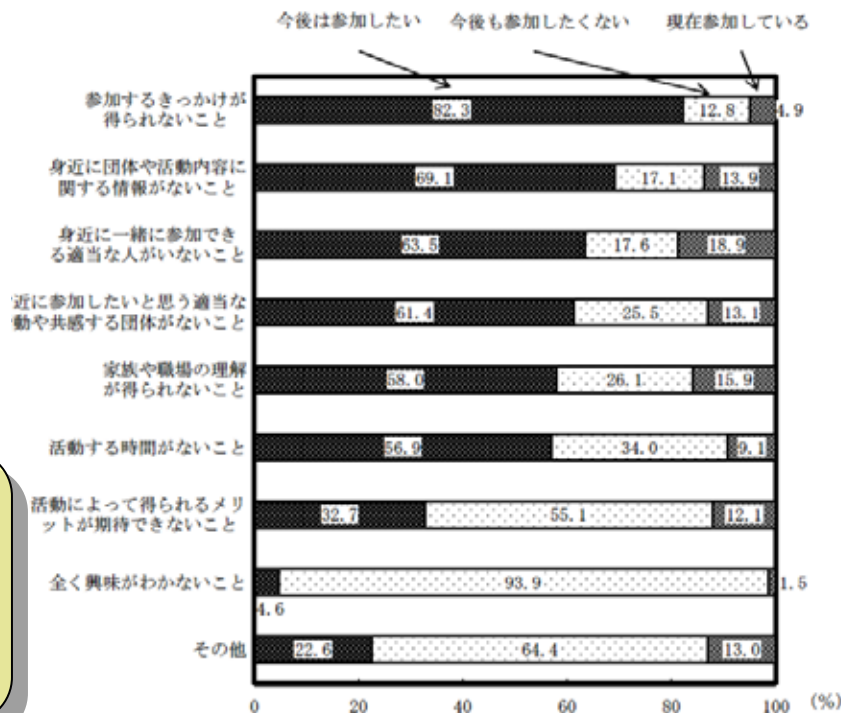 今後は参加したい 今後も参加したくない 現在参加している
参加するきっかけが
得られないこと
82.3 12.8 4.9
身近に団体や活動内容に
関する情報がないこと
69.1 17.1 13.9
身近に一緒に参加でき
る適当な人がいないこと
63.5 17.6 18.9
近に参加したいと思う適当な
動や共感する団体がないこと
61.4 25.5 13.1
家族や職場の理解
が得られないこと
58.0 26.1 15.9
活動する時間がないこと
56.9 34.0 9.1
活動によって得られるメリ
ットが期待できないこと
32.7 55.1 12.1
全く興味がわかないこと
93.9 1.5
4.6
その他
22.6 64.4 13.0
0 20 40 60 80 100 (%)